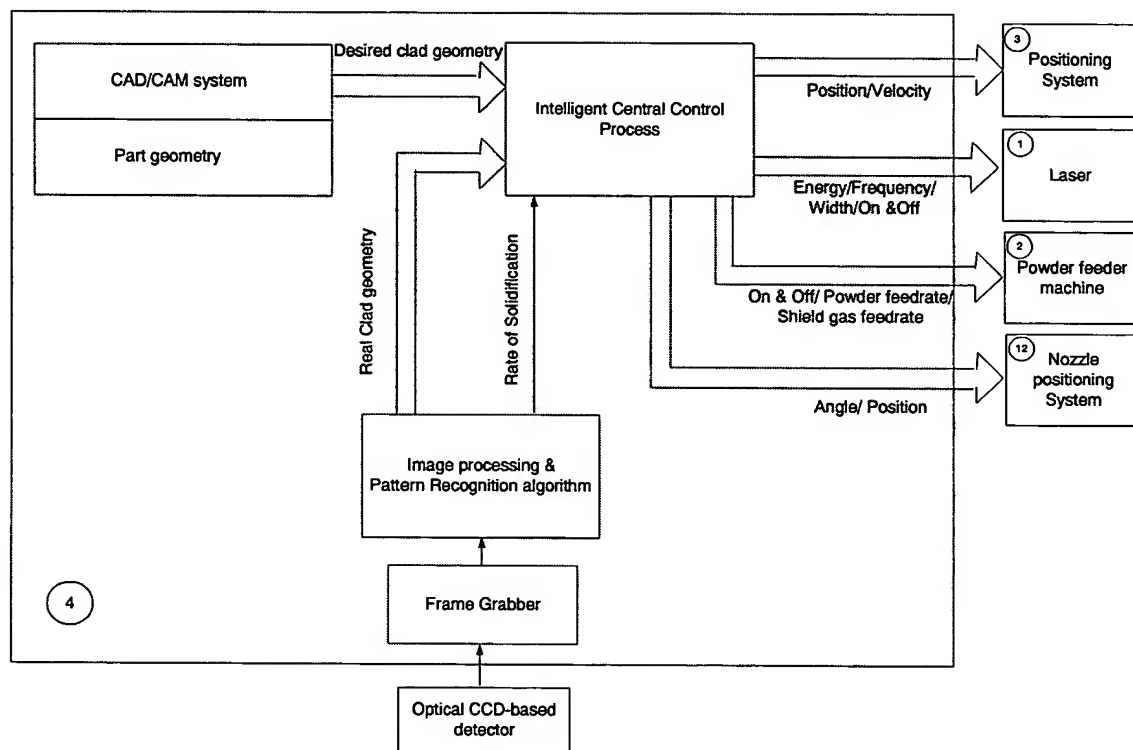 Desired clad geometry
CAD/CAM system
Part geometry
Intelligent Central Control
Process
3
Positioning
System
Position/Velocity
1
Laser
Energy/Frequency/
Width/On &Off
2
Powder feeder
machine
On & Off/ Powder feedrate/
Shield gas feedrate
12
Nozzle
positioning
System
Angle/ Position
Real Clad geometry
Rate of Solidification
Image processing &
Pattern Recognition algorithm
4
Frame Grabber
Optical CCD-based
detector